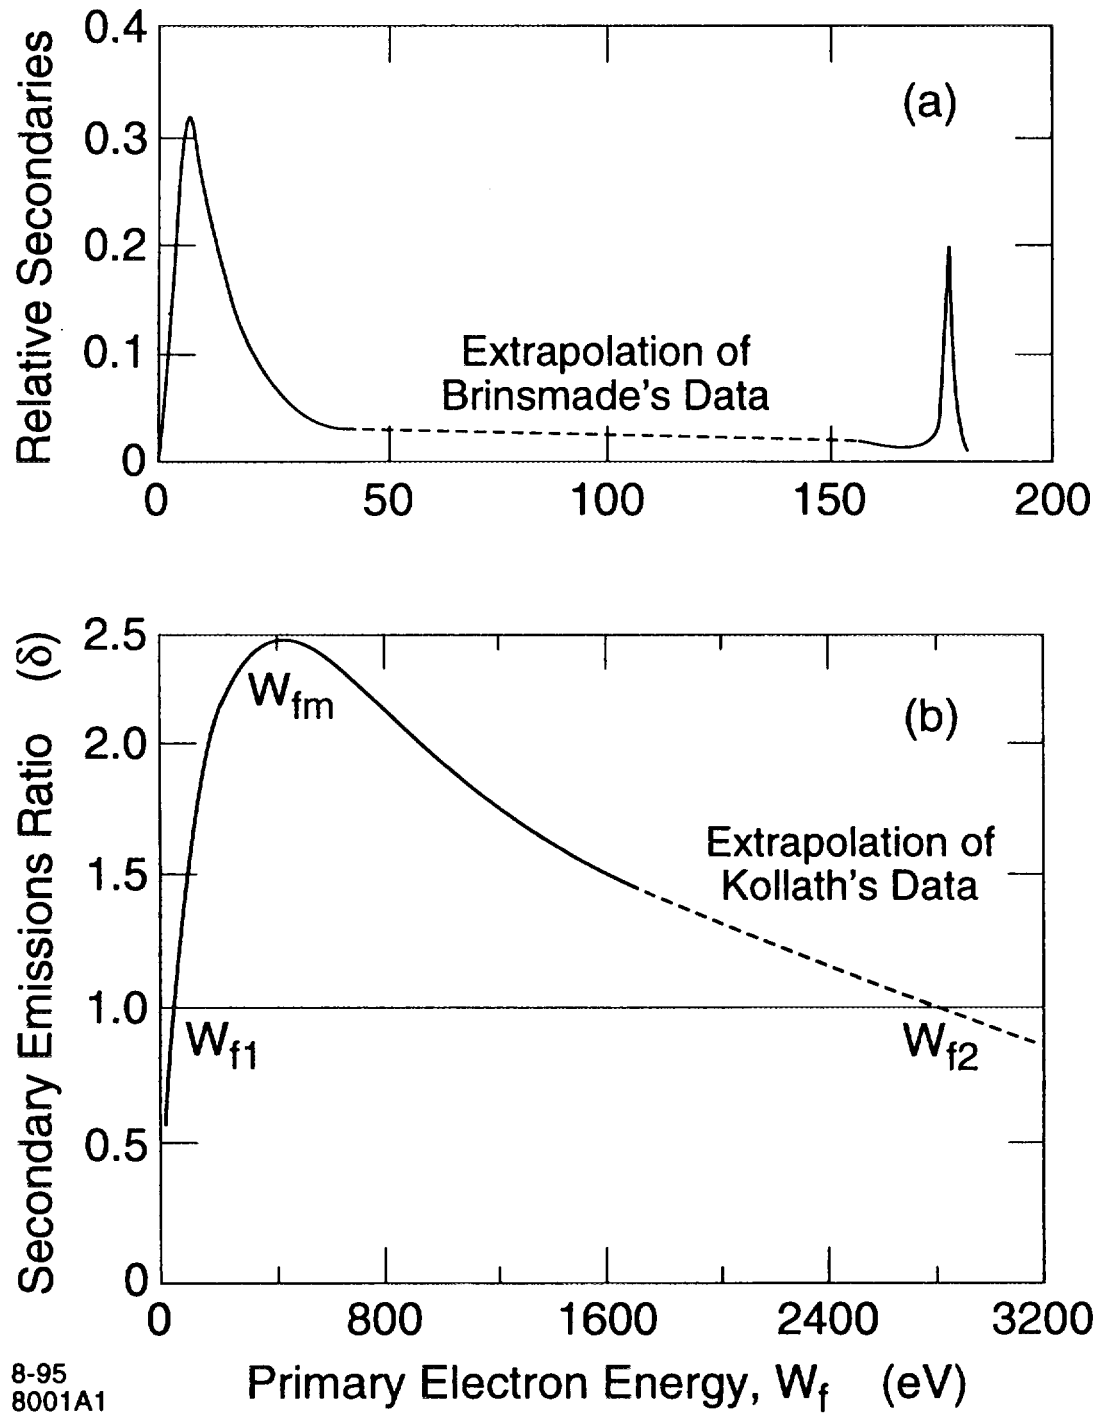 Relative Secondaries
0.4
0.3
0.2
0.1
0
(a)
Extrapolation of
Brinsmade's Data
0 50 100 150 200
Secondary Emissions Ratio (δ)
2.5
2.0
1.5
1.0
0.5
0
W_fm
(b)
Extrapolation of
Kollath's Data
W_f1
W_f2
0 800 1600 2400 3200
Primary Electron Energy, W_f (eV)
8-95
8001A1